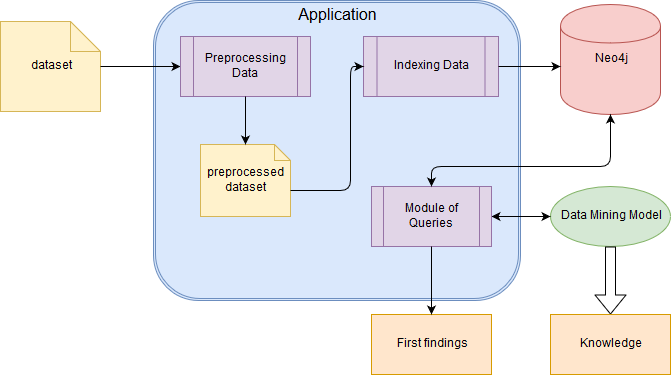 Application
dataset
Preprocessing
Data
Indexing Data
Neo4j
preprocessed
dataset
Module of
Queries
Data Mining Model
First findings
Knowledge